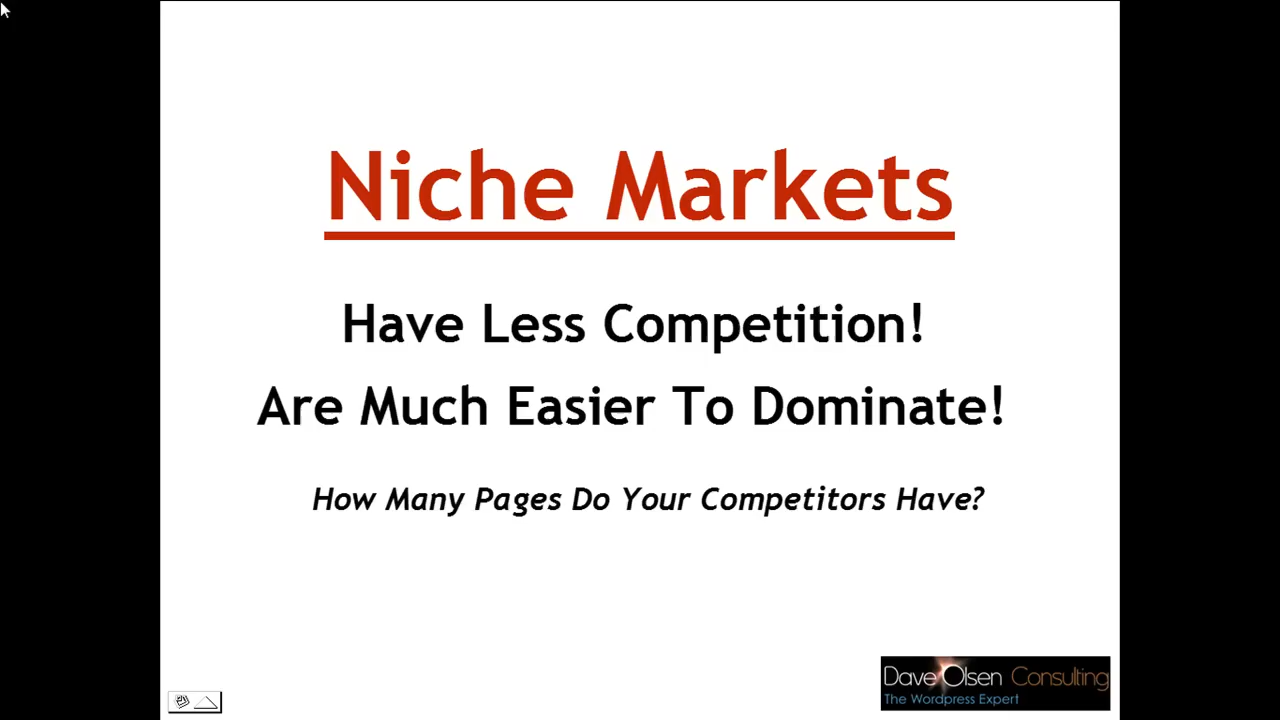 Niche Markets
Have Less Competition!
Are Much Easier To Dominate!
How Many Pages Do Your Competitors Have?
Dave Olsen Consulting
The Wordpress Expert